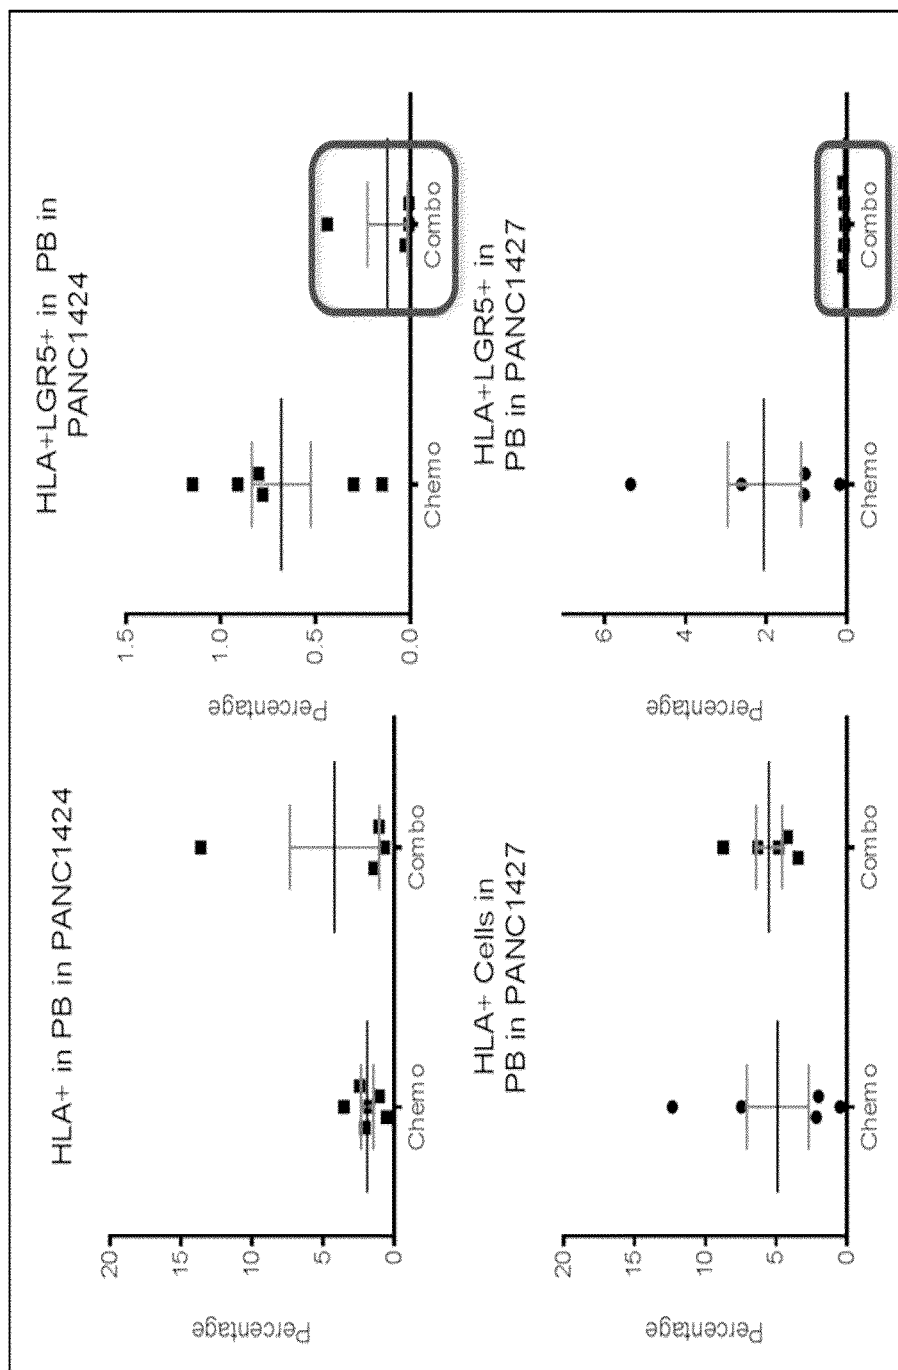 HLA+ in PB in PANC1424
Percentage
20
15
10
5
0
Chemo
Combo
HLA+LGR5+ in PB in
PANC1424
Percentage
1.5
1.0
0.5
0.0
Chemo
Combo
HLA+ Cells in
PB in PANC1427
Percentage
20
15
10
5
0
Chemo
Combo
HLA+LGR5+ in
PB in PANC1427
Percentage
6
4
2
0
Chemo
Combo